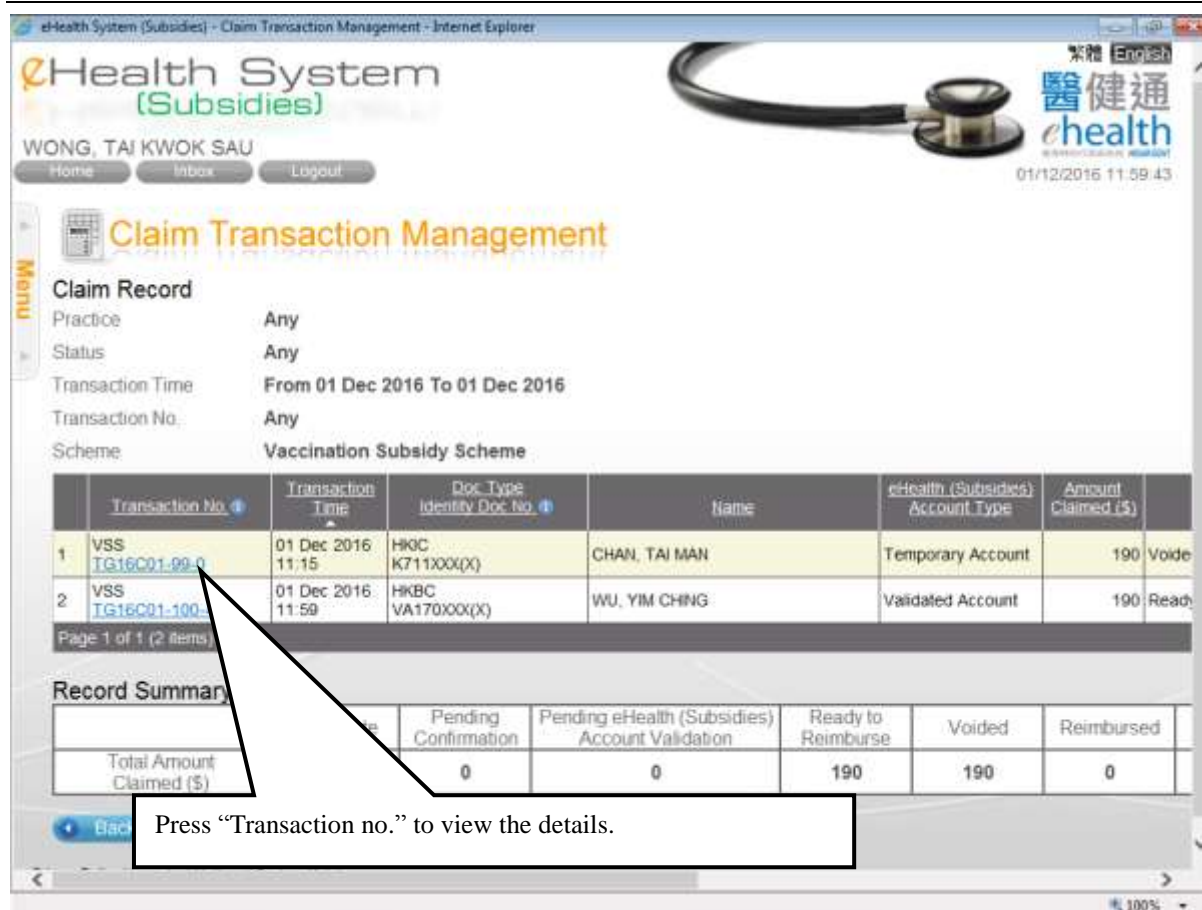 eHealth System (Subsidies) - Claim Transaction Management - Internet Explorer
eHealth System
(Subsidies)
繁體 English
醫健通
ehealth
WONG, TAI KWOK SAU
Home Inbox Logout
01/12/2016 11:59:43
Menu
Claim Transaction Management
Claim Record
Practice Any
Status Any
Transaction Time From 01 Dec 2016 To 01 Dec 2016
Transaction No. Any
Scheme Vaccination Subsidy Scheme
Transaction No. Transaction Time Doc Type Identity Doc No. Name eHealth (Subsidies) Account Type Amount Claimed ($)
1 VSS TG16C01-99-0 01 Dec 2016 11:15 HKIC K711XXX(X) CHAN, TAI MAN Temporary Account 190 Voide
2 VSS TG16C01-100- 01 Dec 2016 11:59 HKBC VA170XXX(X) WU, YIM CHING Validated Account 190 Ready
Page 1 of 1 (2 items)
Record Summary
Pending Confirmation Pending eHealth (Subsidies) Account Validation Ready to Reimburse Voided Reimbursed
Total Amount Claimed ($) 0 0 190 190 0
Back
Press “Transaction no.” to view the details.
100%